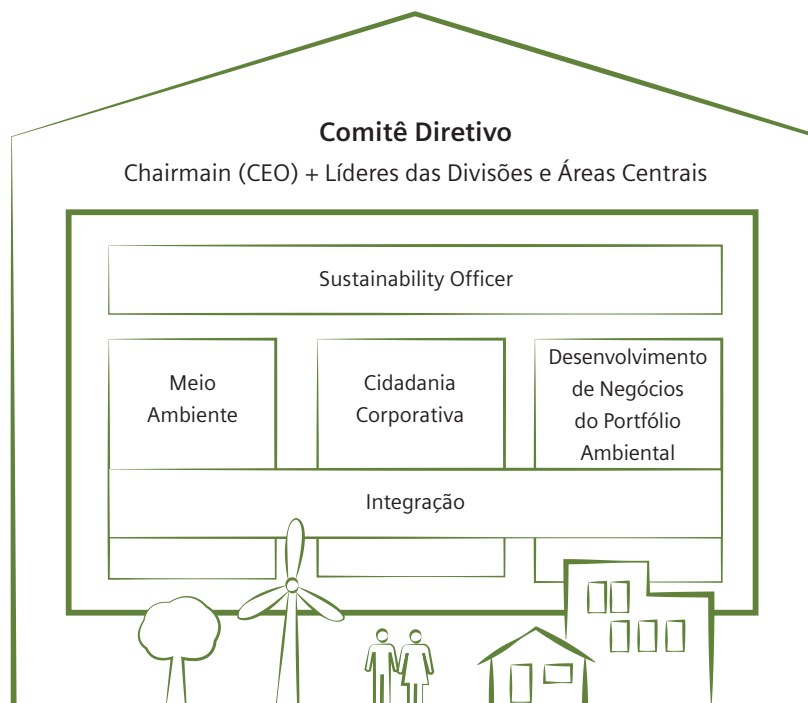 Comitê Diretivo
Chairmain (CEO) + Líderes das Divisões e Áreas Centrais
Sustainability Officer
Meio
Ambiente
Cidadania
Corporativa
Desenvolvimento
de Negócios
do Portfólio
Ambiental
Integração